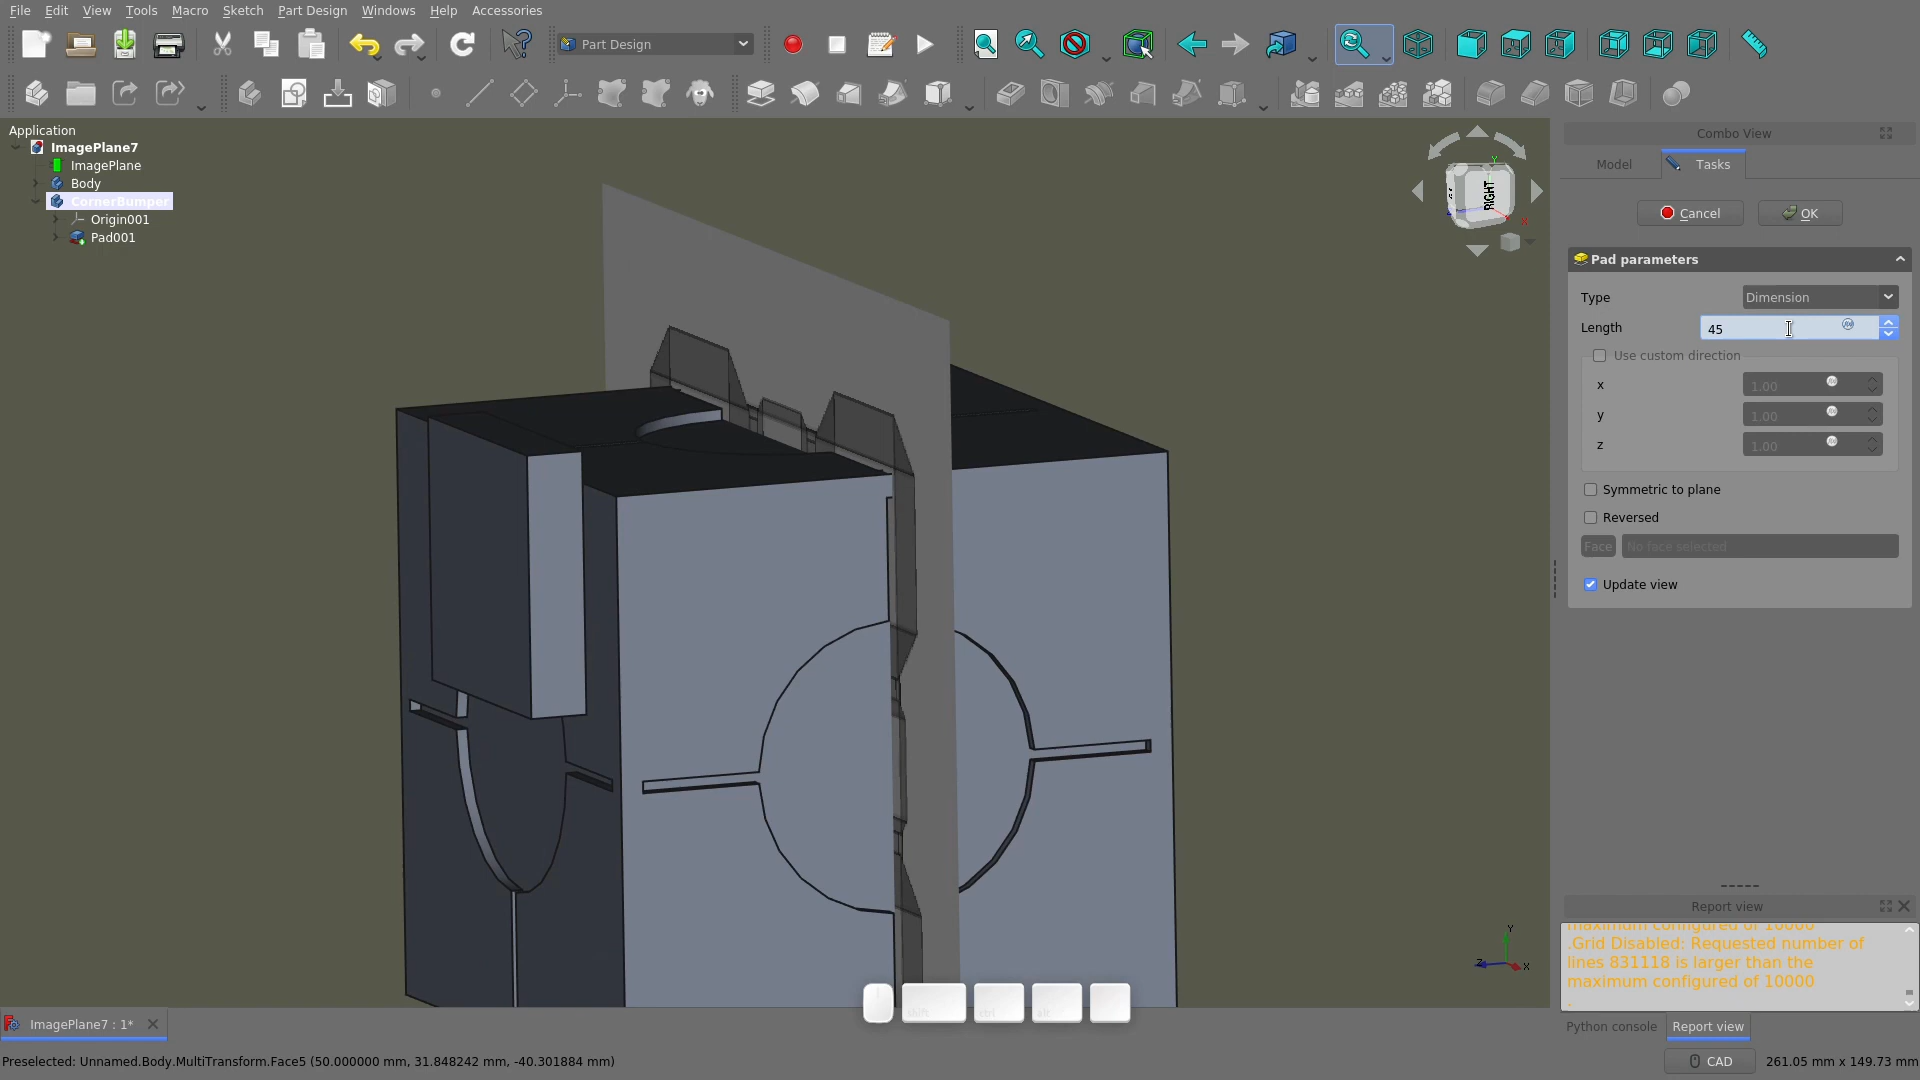 File Edit View Tools Macro Sketch Part Design Windows Help Accessories
Part Design
Application
ImagePlane7
ImagePlane
Body
CornerBumper
Origin001
Pad001
RIGHT
Y
X
Combo View
Model Tasks
Cancel OK
Pad parameters
Type Dimension
Length 45
Use custom direction
x 1.00
y 1.00
z 1.00
Symmetric to plane
Reversed
Face No face selected
Update view
Y
Z X
Report view
maximum configured of 10000
.Grid Disabled: Requested number of
lines 831118 is larger than the
maximum configured of 10000
.
shift ctrl alt
ImagePlane7 : 1*
Python console Report view
Preselected: Unnamed.Body.MultiTransform.Face5 (50.000000 mm, 31.848242 mm, -40.301884 mm)
CAD 261.05 mm x 149.73 mm